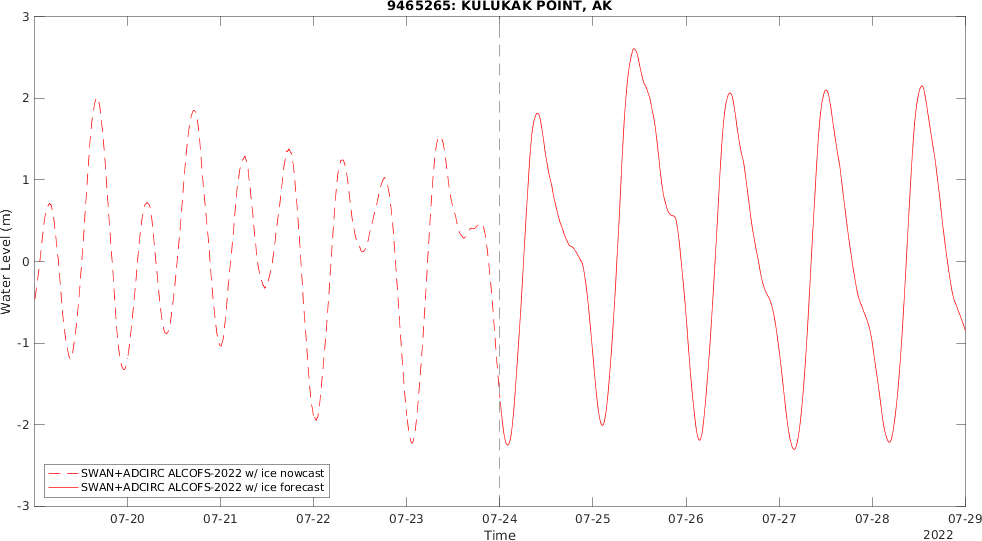 9465265: KULUKAK POINT, AK
3
2
1
0
-1
-2
-3
Water Level (m)
SWAN+ADCIRC ALCOFS-2022 w/ ice nowcast
SWAN+ADCIRC ALCOFS-2022 w/ ice forecast
07-20 07-21 07-22 07-23 07-24 07-25 07-26 07-27 07-28 07-29
Time
2022